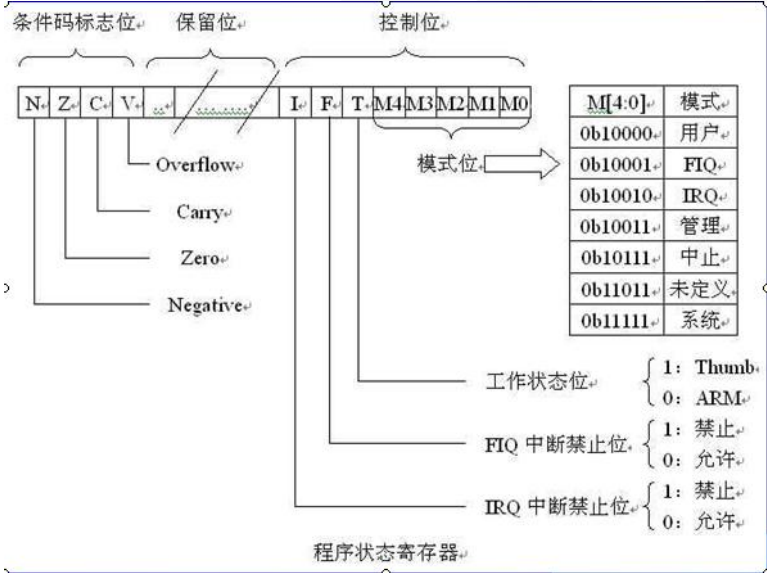 条件码标志位 保留位 控制位
N Z C V .. ........ I F T M4 M3 M2 M1 M0
M[4:0] 模式
0b10000 用户
0b10001 FIQ
0b10010 IRQ
0b10011 管理
0b10111 中止
0b11011 未定义
0b11111 系统
模式位
Overflow
Carry
Zero
Negative
工作状态位
1：Thumb
0：ARM
FIQ 中断禁止位
1：禁止
0：允许
IRQ 中断禁止位
1：禁止
0：允许
程序状态寄存器